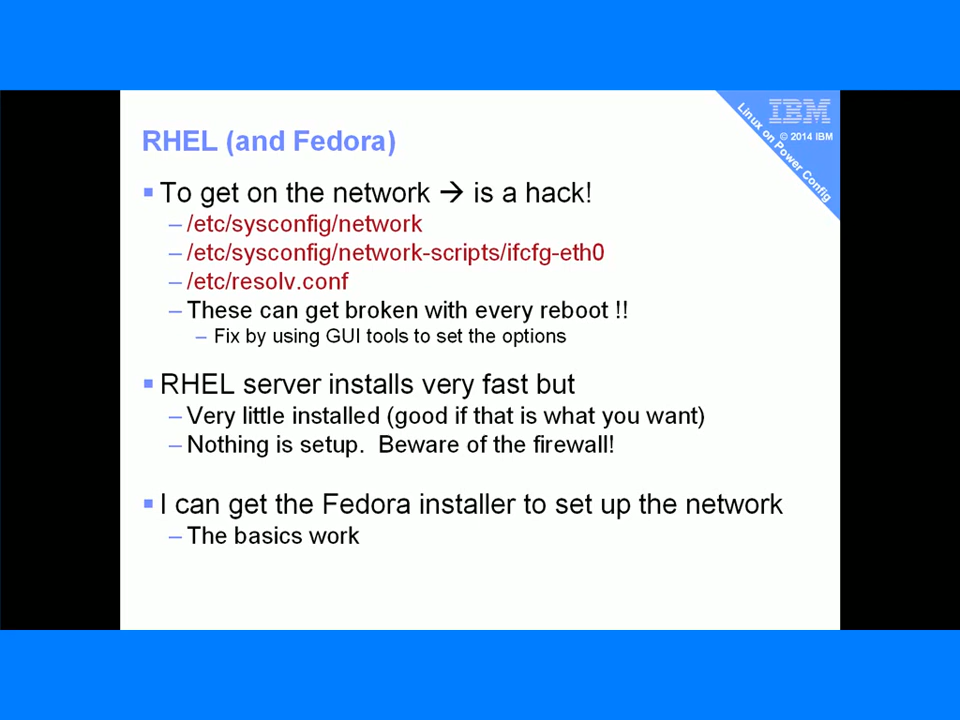 IBM
© 2014 IBM
Linux on Power Config
RHEL (and Fedora)
▪ To get on the network → is a hack!
– /etc/sysconfig/network
– /etc/sysconfig/network-scripts/ifcfg-eth0
– /etc/resolv.conf
– These can get broken with every reboot !!
– Fix by using GUI tools to set the options
▪ RHEL server installs very fast but
– Very little installed (good if that is what you want)
– Nothing is setup. Beware of the firewall!
▪ I can get the Fedora installer to set up the network
– The basics work